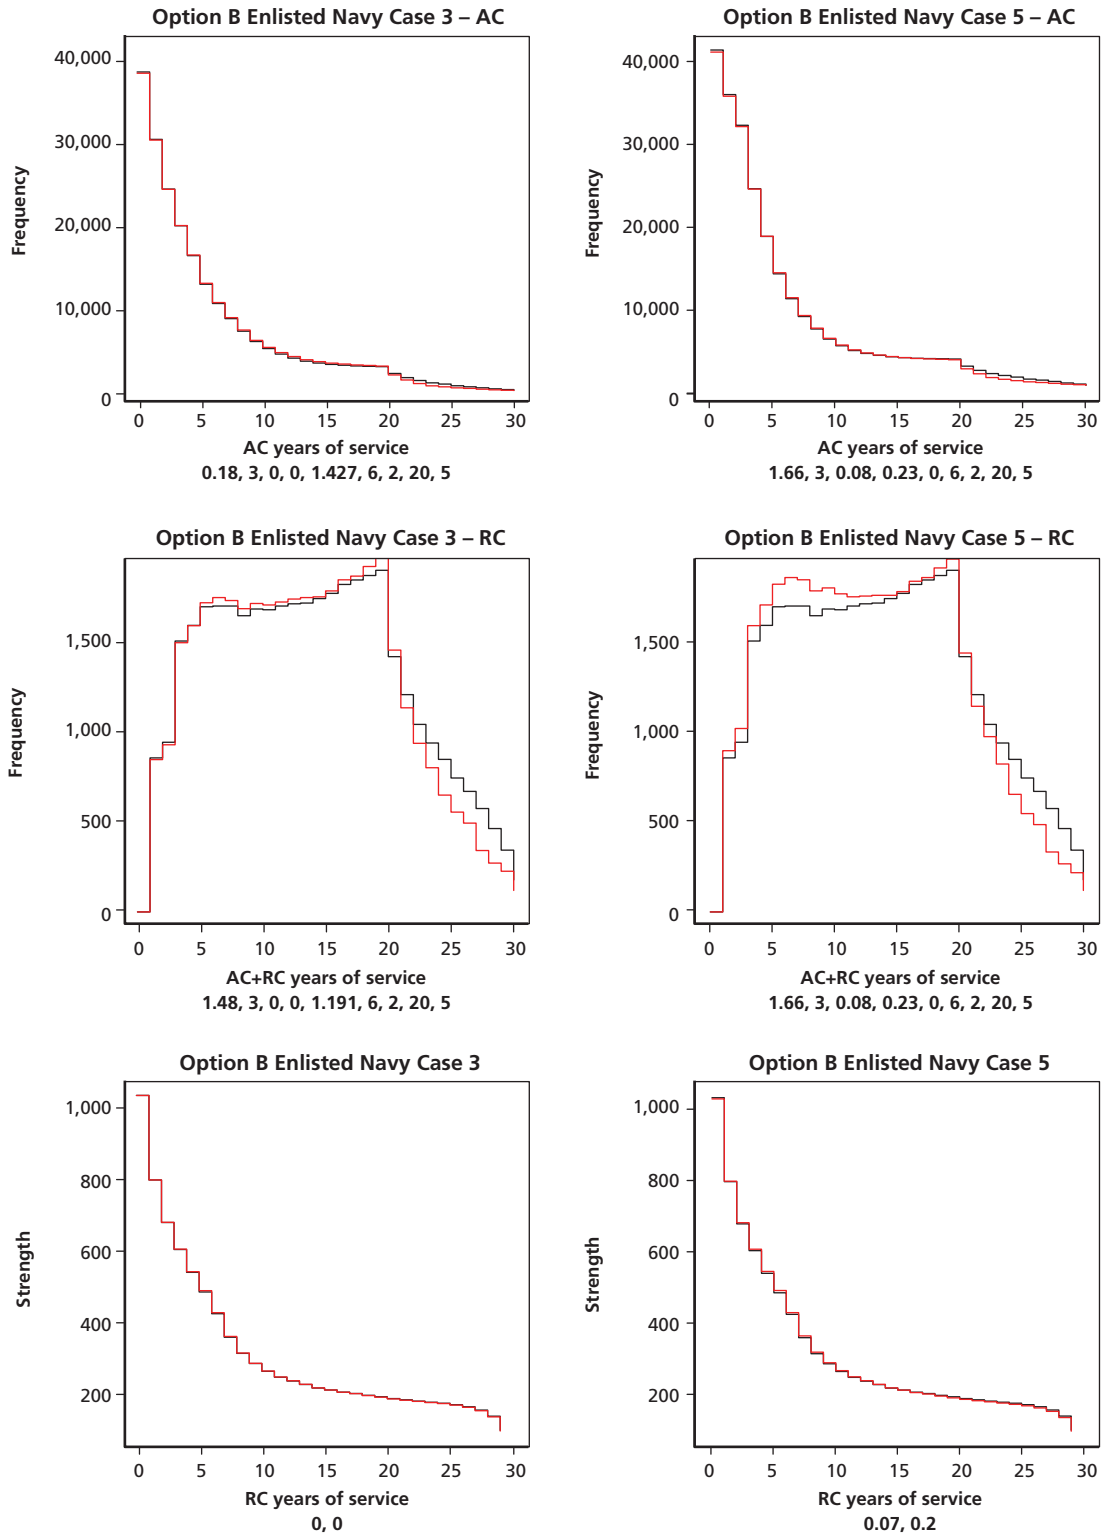 Option B Enlisted Navy Case 3 – AC
40,000
30,000
20,000
10,000
0
Frequency
0 5 10 15 20 25 30
AC years of service
0.18, 3, 0, 0, 1.427, 6, 2, 20, 5
Option B Enlisted Navy Case 5 – AC
40,000
30,000
20,000
10,000
0
Frequency
0 5 10 15 20 25 30
AC years of service
1.66, 3, 0.08, 0.23, 0, 6, 2, 20, 5
Option B Enlisted Navy Case 3 – RC
1,500
1,000
500
0
Frequency
0 5 10 15 20 25 30
AC+RC years of service
1.48, 3, 0, 0, 1.191, 6, 2, 20, 5
Option B Enlisted Navy Case 5 – RC
1,500
1,000
500
0
Frequency
0 5 10 15 20 25 30
AC+RC years of service
1.66, 3, 0.08, 0.23, 0, 6, 2, 20, 5
Option B Enlisted Navy Case 3
1,000
800
600
400
200
Strength
0 5 10 15 20 25 30
RC years of service
0, 0
Option B Enlisted Navy Case 5
1,000
800
600
400
200
Strength
0 5 10 15 20 25 30
RC years of service
0.07, 0.2